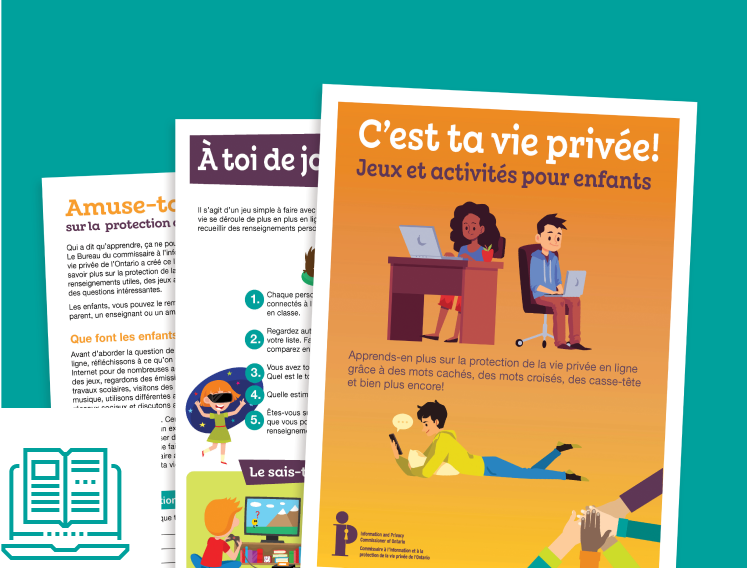 C'est ta vie privée!
Jeux et activités pour enfants
Apprends-en plus sur la protection de la vie privée en ligne
grâce à des mots cachés, des mots croisés, des casse-tête
et bien plus encore!
Information and Privacy
Commissioner of Ontario
Commissaire à l'information et à la
protection de la vie privée de l'Ontario
À toi de jo
Il s'agit d'un jeu simple à faire avec
vie se déroule de plus en plus en lig
recueillir des renseignements perso
1. Chaque perso
connectés à l
en classe.
2. Regardez aut
votre liste. Fa
comparez en
3. Vous avez to
Quel est le to
4. Quelle estim
5. Êtes-vous su
que vous po
renseigneme
Le sais-t
Amuse-to
sur la protection d
Qui a dit qu'apprendre, ça ne pou
Le Bureau du commissaire à l'info
vie privée de l'Ontario a créé ce l
savoir plus sur la protection de la
renseignements utiles, des jeux a
des questions intéressantes.
Les enfants, vous pouvez le rem
parent, un enseignant ou un am
Que font les enfants
Avant d'aborder la question de
ligne, réfléchissons à ce qu'on
Internet pour de nombreuses a
des jeux, regardons des émiss
travaux scolaires, visitons des
musique, utilisons différentes a
réseaux sociaux et discutons a